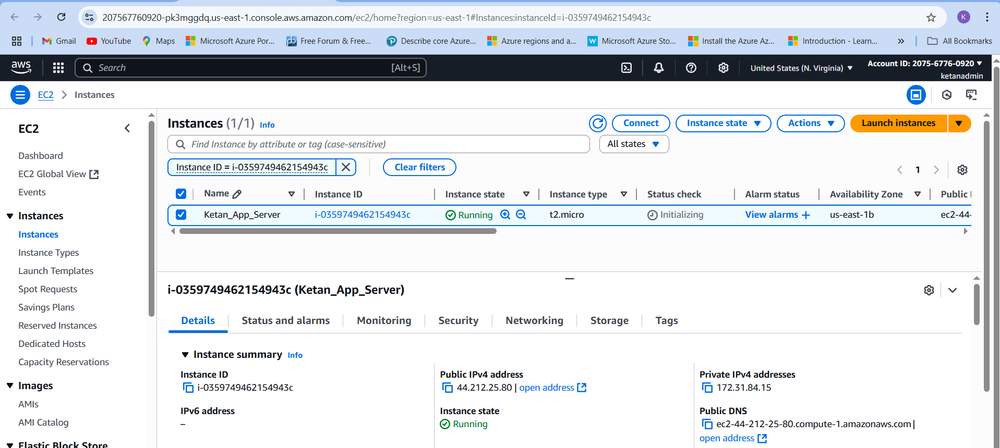 207567760920-pk3mggdq.us-east-1.console.aws.amazon.com/ec2/home?region=us-east-1#Instances:instanceId=i-0359749462154943c
K
Gmail YouTube Maps Microsoft Azure Por... Free Forum & Free... Describe core Azure... Azure regions and a... Microsoft Azure Sto... Install the Azure Az... Introduction - Learn... » All Bookmarks
aws Search [Alt+S] United States (N. Virginia) Account ID: 2075-6776-0920
ketanadmin
EC2 Instances
EC2
Dashboard
EC2 Global View
Events
Instances
Instances
Instance Types
Launch Templates
Spot Requests
Savings Plans
Reserved Instances
Dedicated Hosts
Capacity Reservations
Images
AMIs
AMI Catalog
Elastic Block Store
Instances (1/1) Info Connect Instance state Actions Launch instances
Find Instance by attribute or tag (case-sensitive) All states
Instance ID = i-0359749462154943c Clear filters 1
Name Instance ID Instance state Instance type Status check Alarm status Availability Zone Public
Ketan_App_Server i-0359749462154943c Running t2.micro Initializing View alarms + us-east-1b ec2-44-
i-0359749462154943c (Ketan_App_Server)
Details Status and alarms Monitoring Security Networking Storage Tags
Instance summary Info
Instance ID
i-0359749462154943c
Public IPv4 address
44.212.25.80 | open address
Private IPv4 addresses
172.31.84.15
IPv6 address
–
Instance state
Running
Public DNS
ec2-44-212-25-80.compute-1.amazonaws.com |
open address